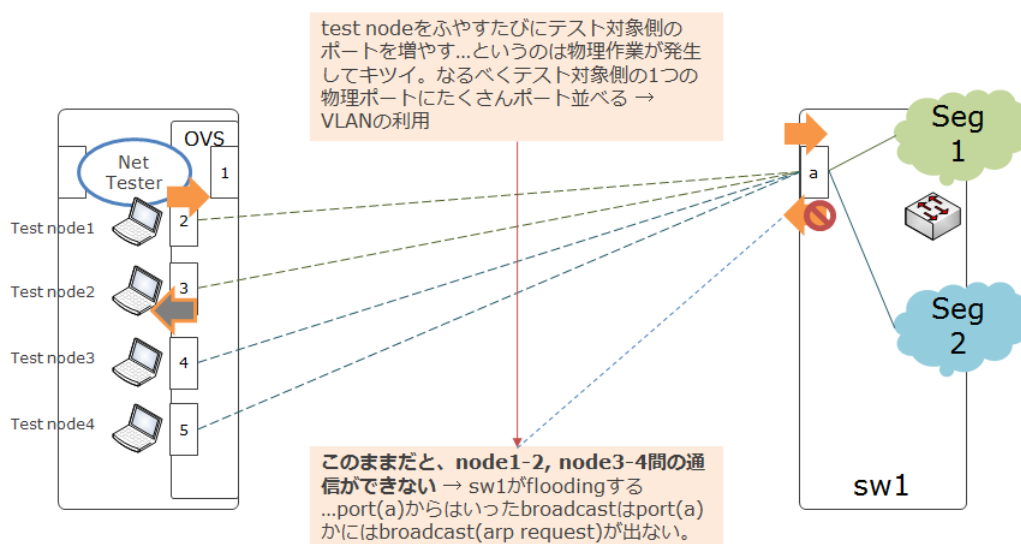 test nodeをふやすたびにテスト対象側の
ポートを増やす…というのは物理作業が発生
してキツイ。なるべくテスト対象側の1つの
物理ポートにたくさんポート並べる →
VLANの利用
OVS
Net
Tester
1
Test node1
2
Test node2
3
Test node3
4
Test node4
5
a
Seg
1
Seg
2
sw1
このままだと、node1-2, node3-4間の通
信ができない → sw1がfloodingする
…port(a)からはいったbroadcastはport(a)
かにはbroadcast(arp request)が出ない。